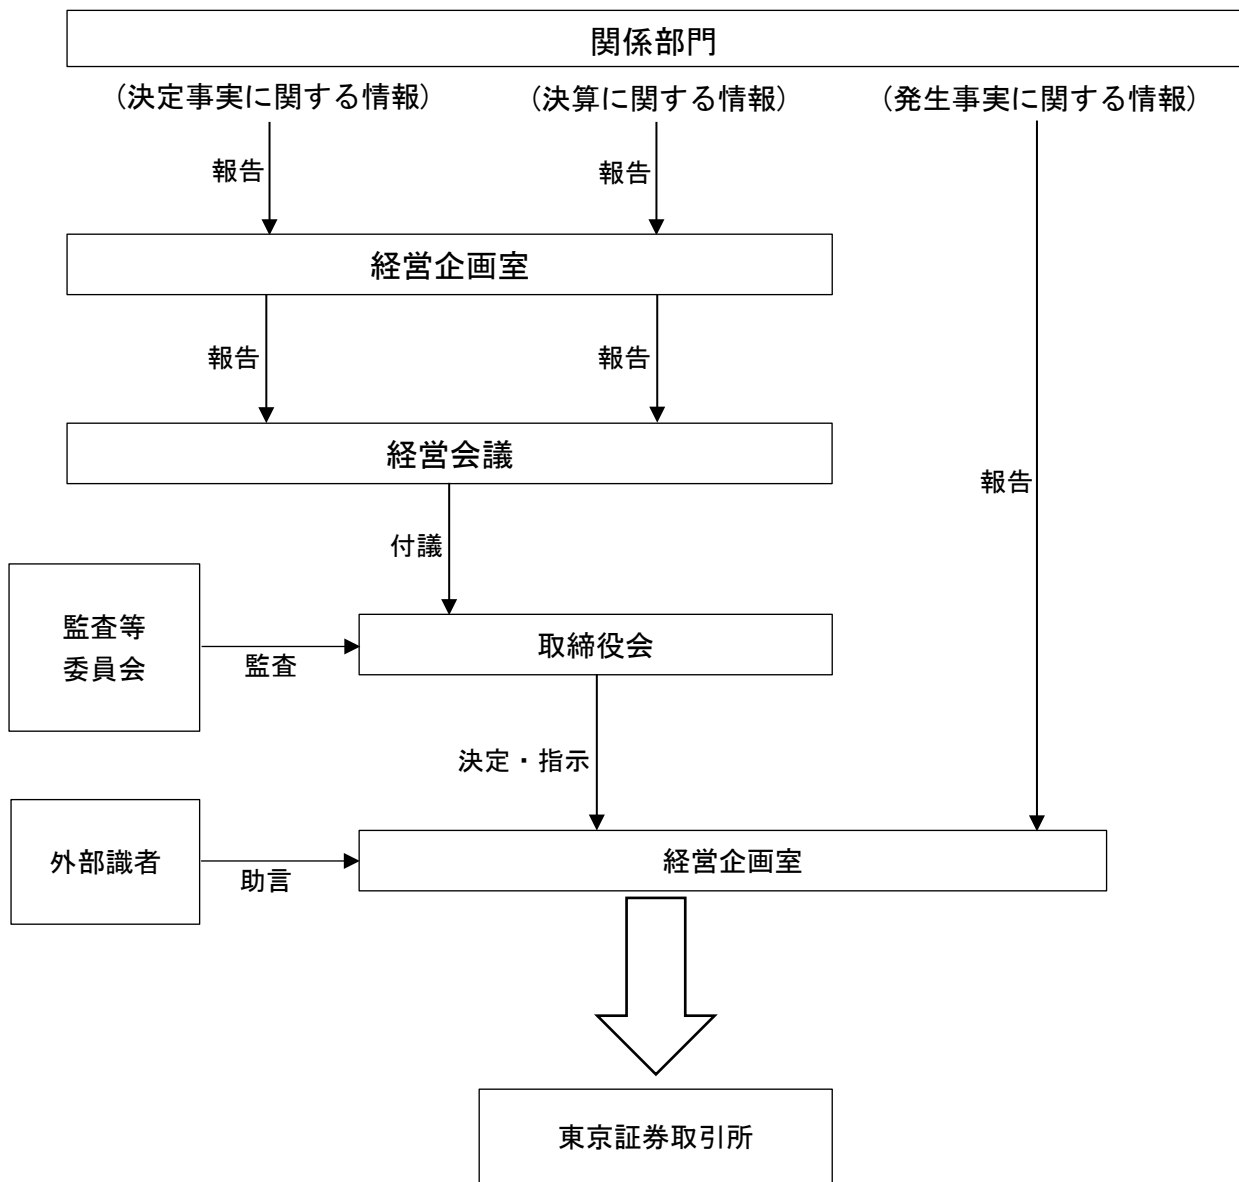 関係部門
（決定事実に関する情報）
（決算に関する情報）
（発生事実に関する情報）
報告
報告
経営企画室
報告
報告
経営会議
報告
付議
監査等
委員会
監査
取締役会
決定・指示
外部識者
助言
経営企画室
東京証券取引所